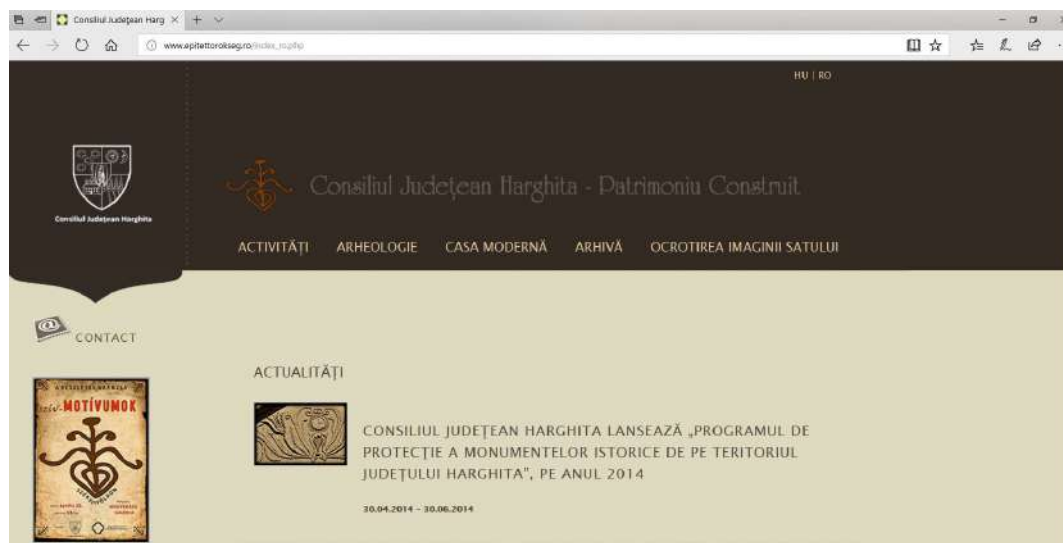 Consiliul Județean Harg
www.epitettorokseg.ro/index_ro.php
HU | RO
Consiliul Județean Harghita
Consiliul Județean Harghita - Patrimoniu Construit
ACTIVITĂȚI ARHEOLOGIE CASA MODERNĂ ARHIVĂ OCROTIREA IMAGINII SATULUI
CONTACT
ACTUALITĂȚI
MOTÍVUMOK
CONSILIUL JUDEȚEAN HARGHITA LANSEAZĂ „PROGRAMUL DE
PROTECȚIE A MONUMENTELOR ISTORICE DE PE TERITORIUL
JUDEȚULUI HARGHITA", PE ANUL 2014
30.04.2014 - 30.06.2014